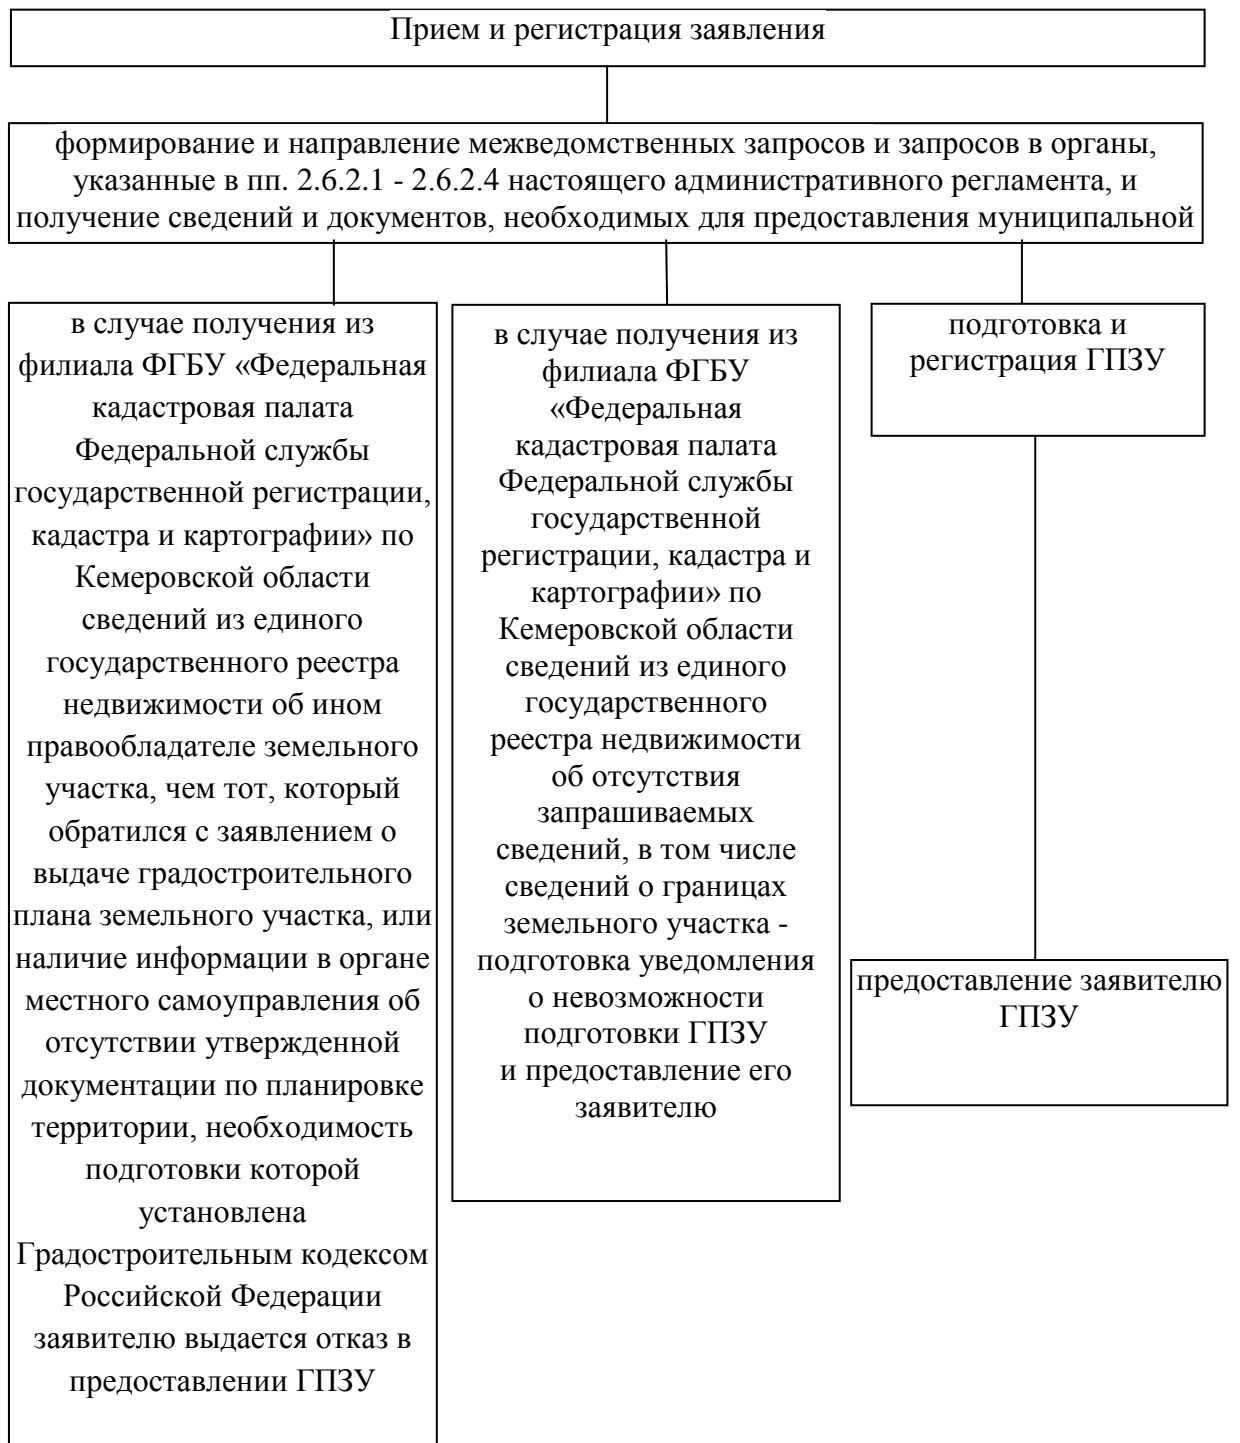 Прием и регистрация заявления
формирование и направление межведомственных запросов и запросов в органы,
указанные в пп. 2.6.2.1 - 2.6.2.4 настоящего административного регламента, и
получение сведений и документов, необходимых для предоставления муниципальной
в случае получения из
филиала ФГБУ «Федеральная
кадастровая палата
Федеральной службы
государственной регистрации,
кадастра и картографии» по
Кемеровской области
сведений из единого
государственного реестра
недвижимости об ином
правообладателе земельного
участка, чем тот, который
обратился с заявлением о
выдаче градостроительного
плана земельного участка, или
наличие информации в органе
местного самоуправления об
отсутствии утвержденной
документации по планировке
территории, необходимость
подготовки которой
установлена
Градостроительным кодексом
Российской Федерации
заявителю выдается отказ в
предоставлении ГПЗУ
в случае получения из
филиала ФГБУ
«Федеральная
кадастровая палата
Федеральной службы
государственной
регистрации, кадастра и
картографии» по
Кемеровской области
сведений из единого
государственного
реестра недвижимости
об отсутствия
запрашиваемых
сведений, в том числе
сведений о границах
земельного участка -
подготовка уведомления
о невозможности
подготовки ГПЗУ
и предоставление его
заявителю
подготовка и
регистрация ГПЗУ
предоставление заявителю
ГПЗУ